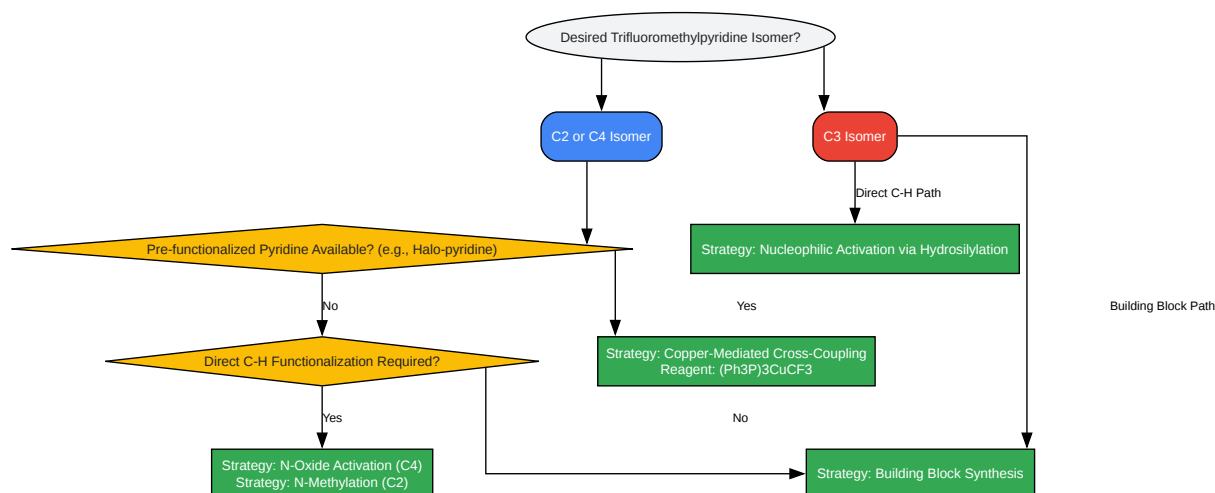 Desired Trifluoromethylpyridine Isomer?
C2 or C4 Isomer
C3 Isomer
Direct C-H Path
Pre-functionalized Pyridine Available? (e.g., Halo-pyridine)
Strategy: Nucleophilic Activation via Hydrosilylation
No
Yes
Building Block Path
Direct C-H Functionalization Required?
Strategy: Copper-Mediated Cross-Coupling
Reagent: (Ph3P)3CuCF3
Yes
No
Strategy: N-Oxide Activation (C4)
Strategy: N-Methylation (C2)
Strategy: Building Block Synthesis